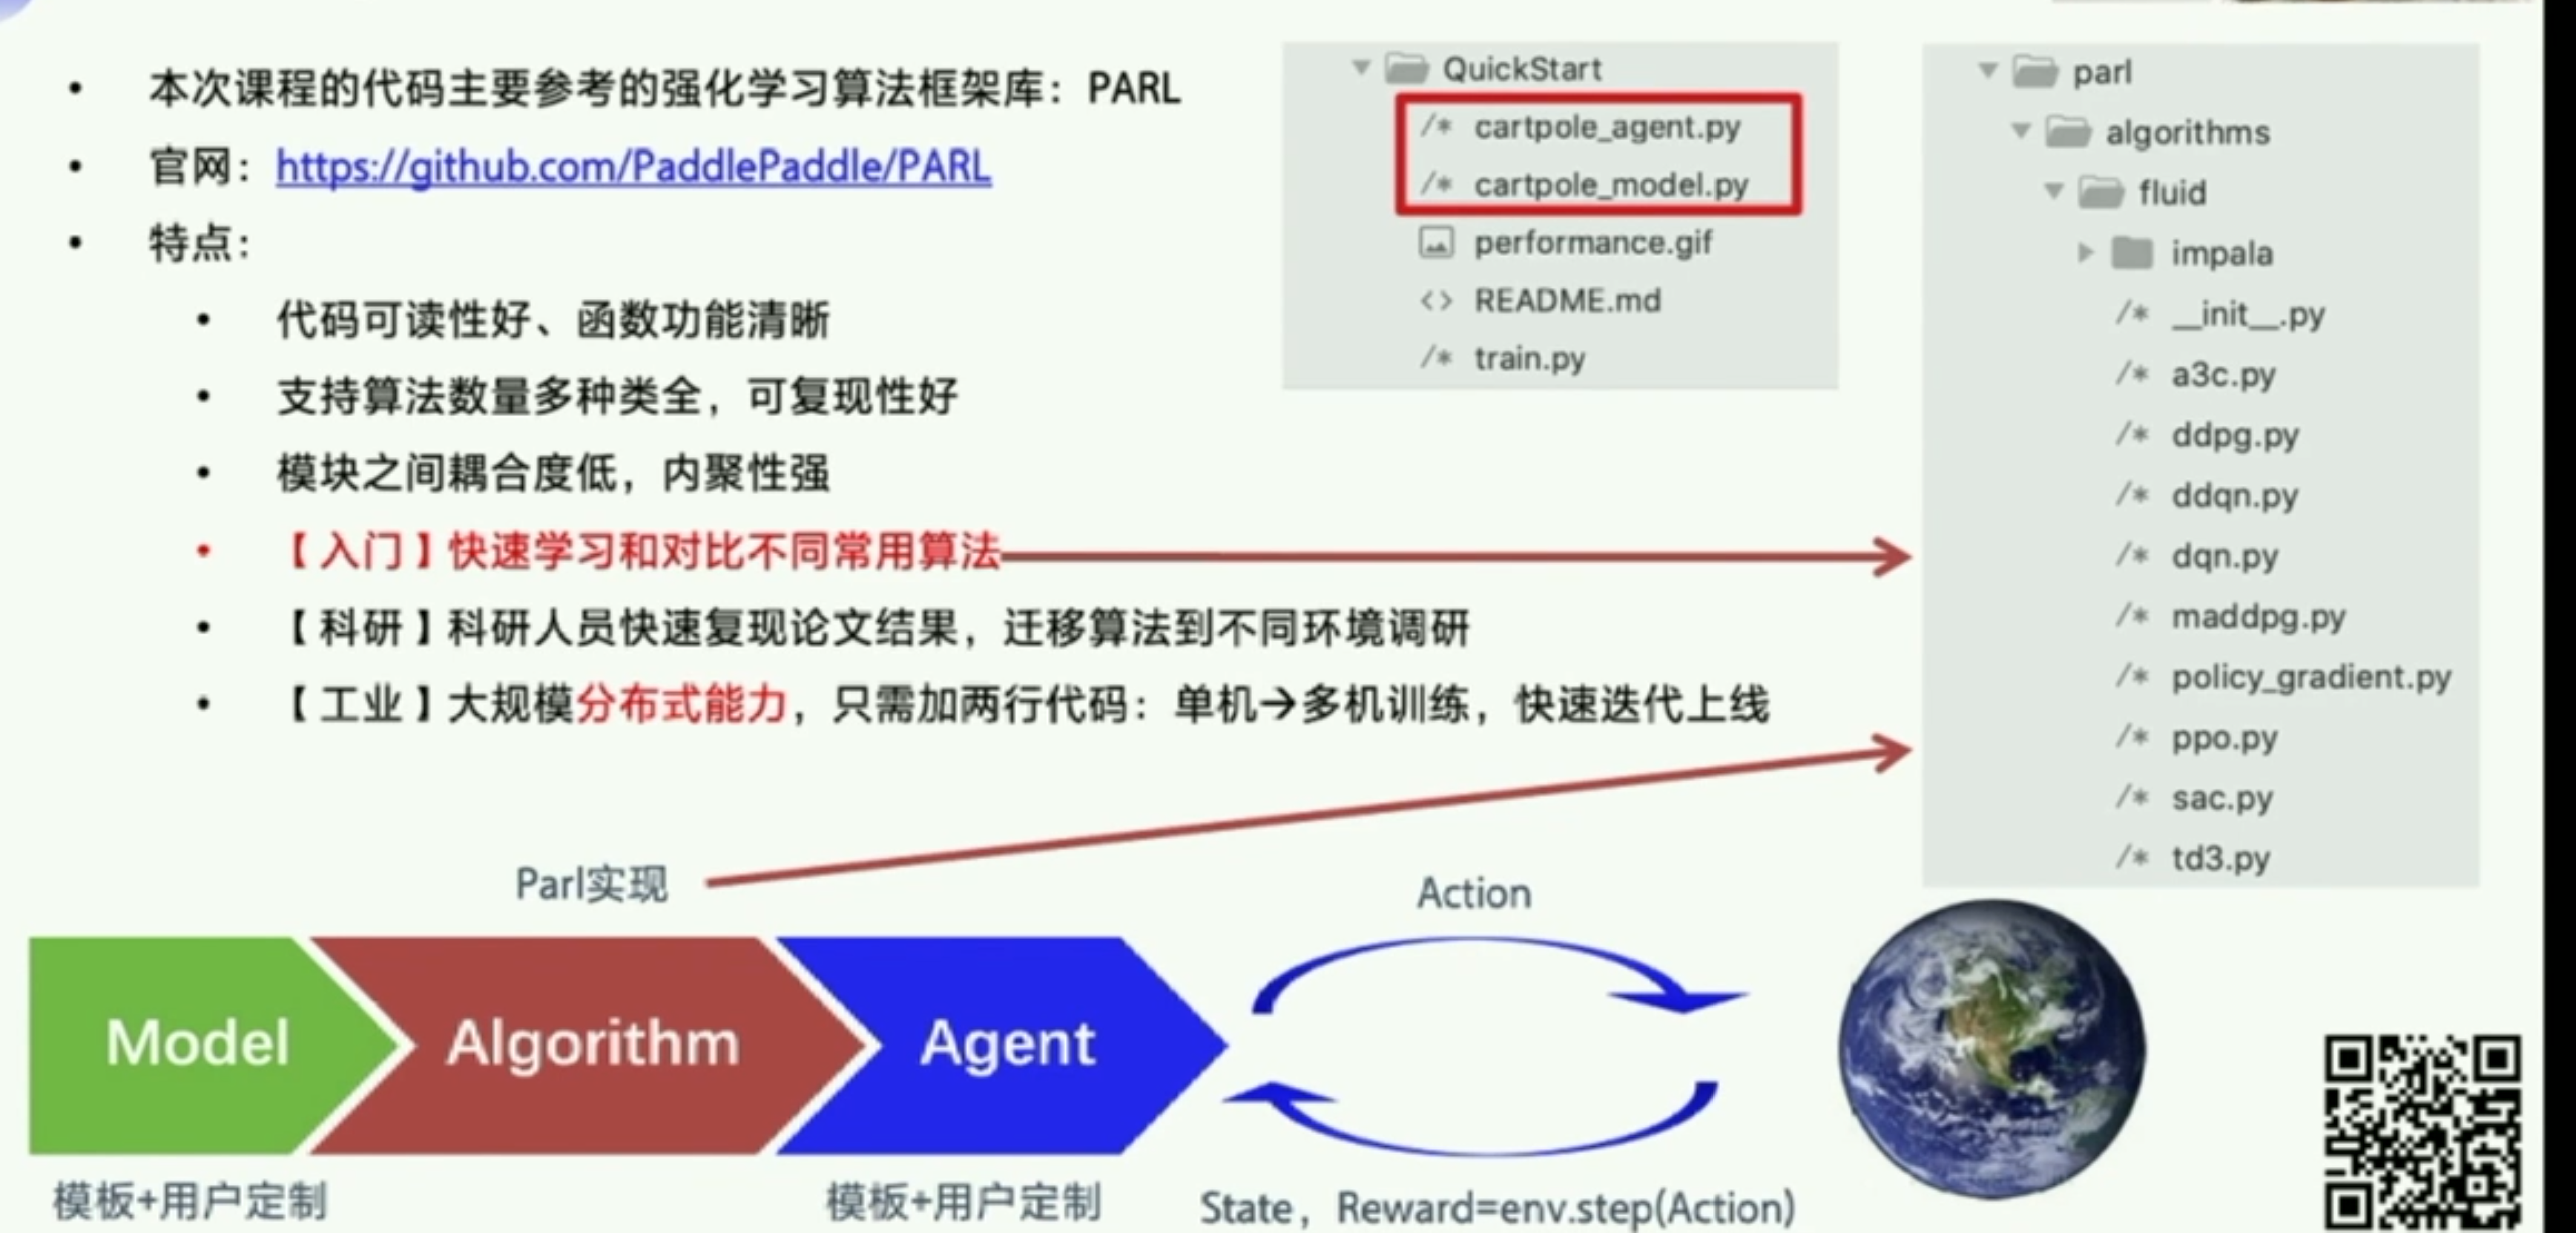 本次课程的代码主要参考的强化学习算法框架库：PARL
官网：https://github.com/PaddlePaddle/PARL
特点：
代码可读性好、函数功能清晰
支持算法数量多种类全，可复现性好
模块之间耦合度低，内聚性强
【入门】快速学习和对比不同常用算法
【科研】科研人员快速复现论文结果，迁移算法到不同环境调研
【工业】大规模分布式能力，只需加两行代码：单机→多机训练，快速迭代上线
QuickStart
/* cartpole_agent.py
/* cartpole_model.py
performance.gif
<> README.md
/* train.py
parl
algorithms
fluid
impala
/* __init__.py
/* a3c.py
/* ddpg.py
/* ddqn.py
/* dqn.py
/* maddpg.py
/* policy_gradient.py
/* ppo.py
/* sac.py
/* td3.py
Parl实现
Action
Model
Algorithm
Agent
模板+用户定制
模板+用户定制
State，Reward=env.step(Action)